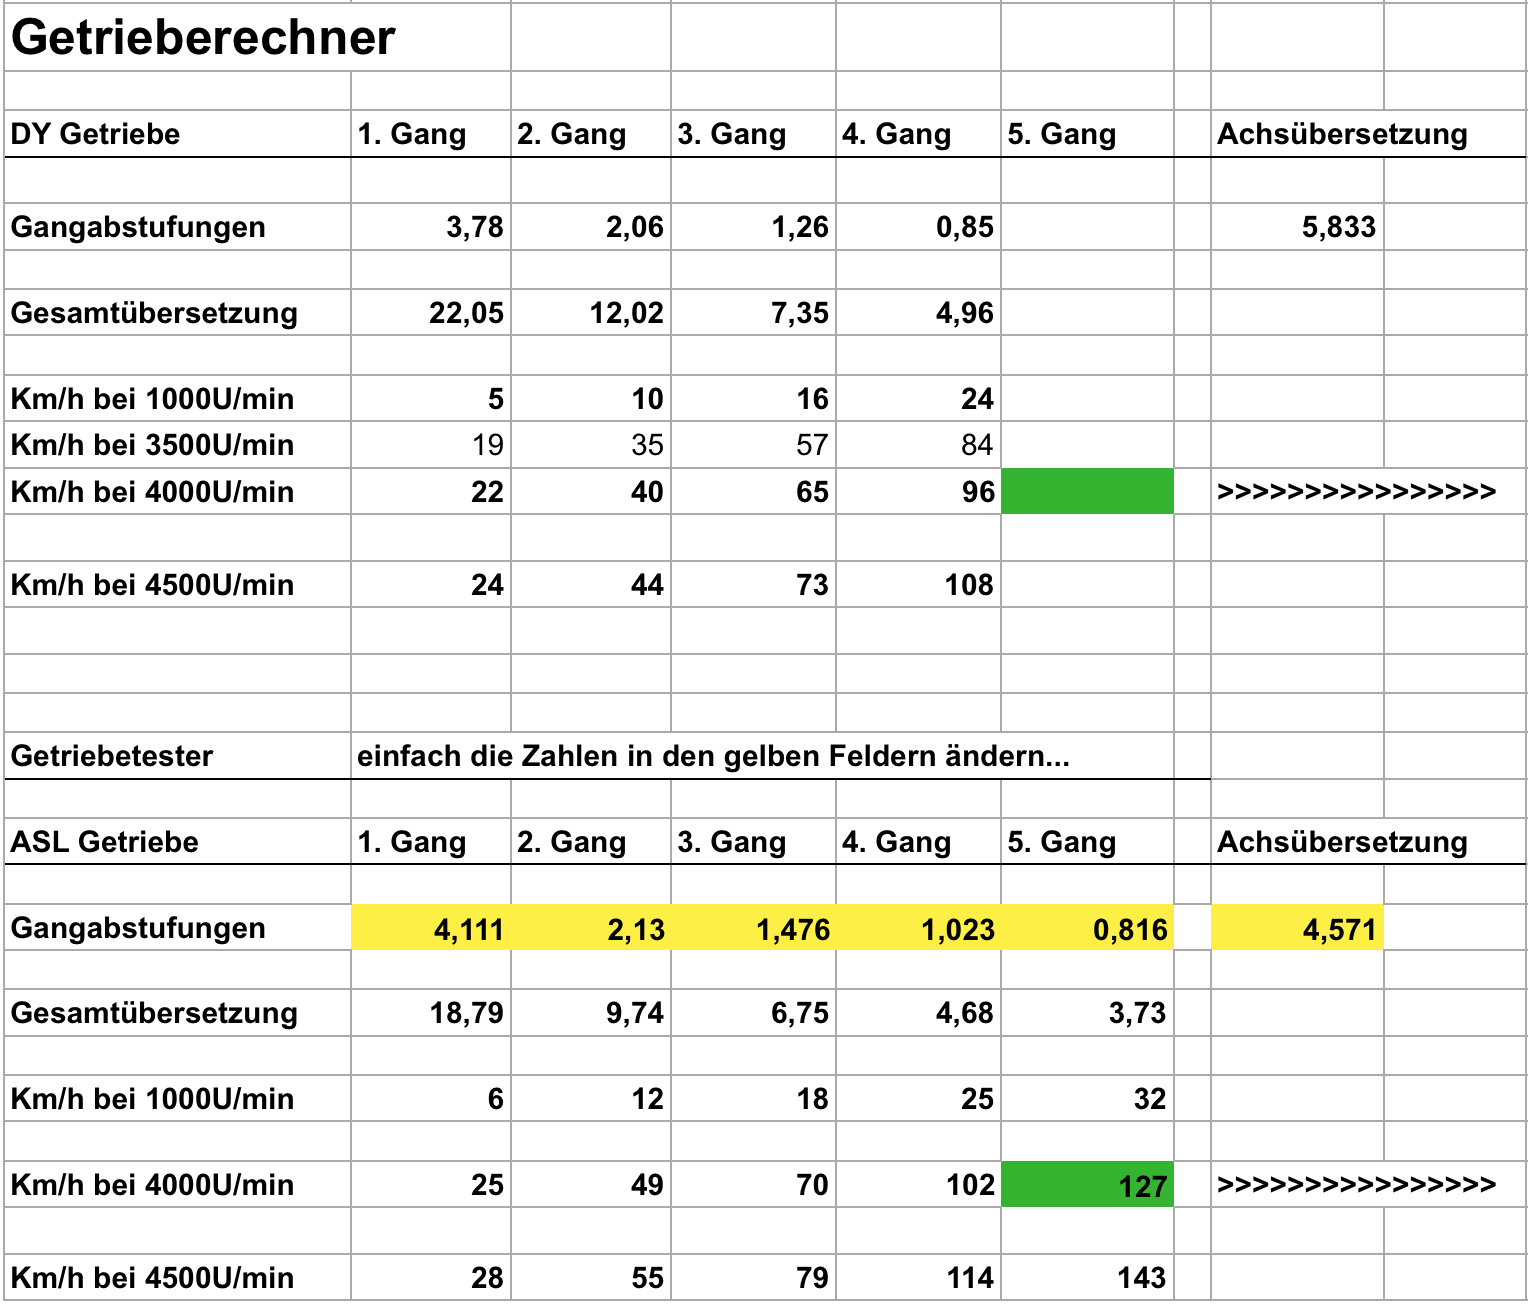 Getrieberechner
DY Getriebe 1. Gang 2. Gang 3. Gang 4. Gang 5. Gang Achsübersetzung
Gangabstufungen 3,78 2,06 1,26 0,85 5,833
Gesamtübersetzung 22,05 12,02 7,35 4,96
Km/h bei 1000U/min 5 10 16 24
Km/h bei 3500U/min 19 35 57 84
Km/h bei 4000U/min 22 40 65 96 >>>>>>>>>>>>>>>>
Km/h bei 4500U/min 24 44 73 108
Getriebetester einfach die Zahlen in den gelben Feldern ändern...
ASL Getriebe 1. Gang 2. Gang 3. Gang 4. Gang 5. Gang Achsübersetzung
Gangabstufungen 4,111 2,13 1,476 1,023 0,816 4,571
Gesamtübersetzung 18,79 9,74 6,75 4,68 3,73
Km/h bei 1000U/min 6 12 18 25 32
Km/h bei 4000U/min 25 49 70 102 127 >>>>>>>>>>>>>>>>
Km/h bei 4500U/min 28 55 79 114 143